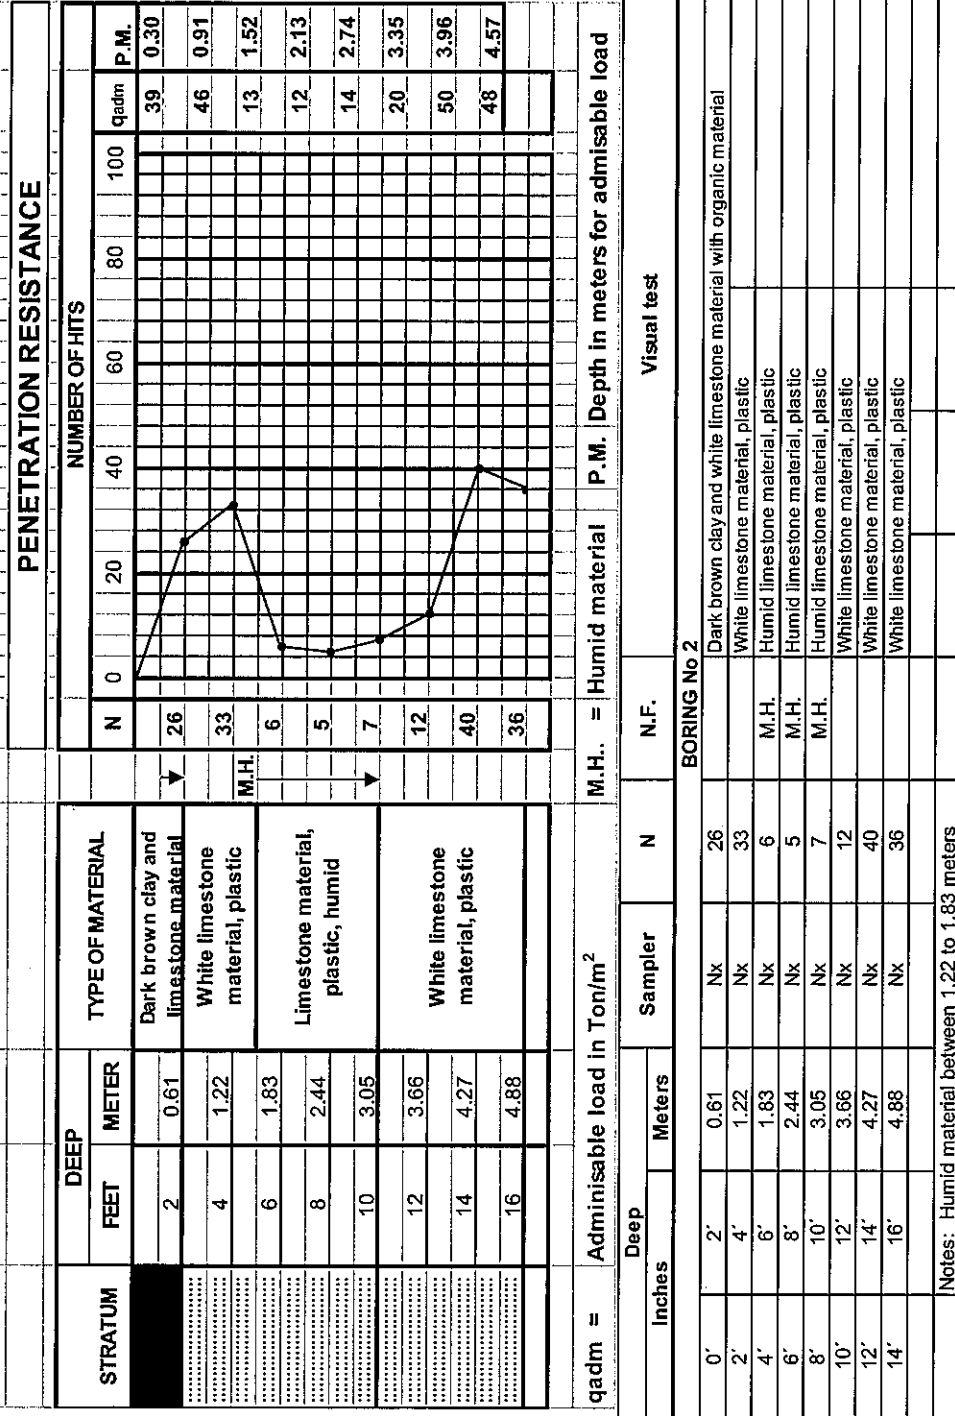 PENETRATION RESISTANCE
DEEP NUMBER OF HITS
STRATUM FEET METER TYPE OF MATERIAL N 0 20 40 60 80 100 qadm P.M.
2 0.61 Dark brown clay and limestone material 26 39 0.30
4 1.22 White limestone material, plastic 33 46 0.91
M.H.
6 1.83 Limestone material, plastic, humid 6 13 1.52
8 2.44 5 12 2.13
10 3.05 7 14 2.74
12 3.66 White limestone material, plastic 12 20 3.35
14 4.27 40 50 3.96
16 4.88 36 48 4.57
qadm = Adminisable load in Ton/m² M.H.. = Humid material P.M. Depth in meters for admisable load
Deep Sampler N N.F. Visual test
Inches Meters
BORING No 2
0´ 2´ 0.61 Nx 26 Dark brown clay and white limestone material with organic material
2´ 4´ 1.22 Nx 33 White limestone material, plastic
4´ 6´ 1.83 Nx 6 M.H. Humid limestone material, plastic
6´ 8´ 2.44 Nx 5 M.H. Humid limestone material, plastic
8´ 10´ 3.05 Nx 7 M.H. Humid limestone material, plastic
10´ 12´ 3.66 Nx 12 White limestone material, plastic
12´ 14´ 4.27 Nx 40 White limestone material, plastic
14´ 16´ 4.88 Nx 36 White limestone material, plastic
Notes: Humid material between 1.22 to 1.83 meters